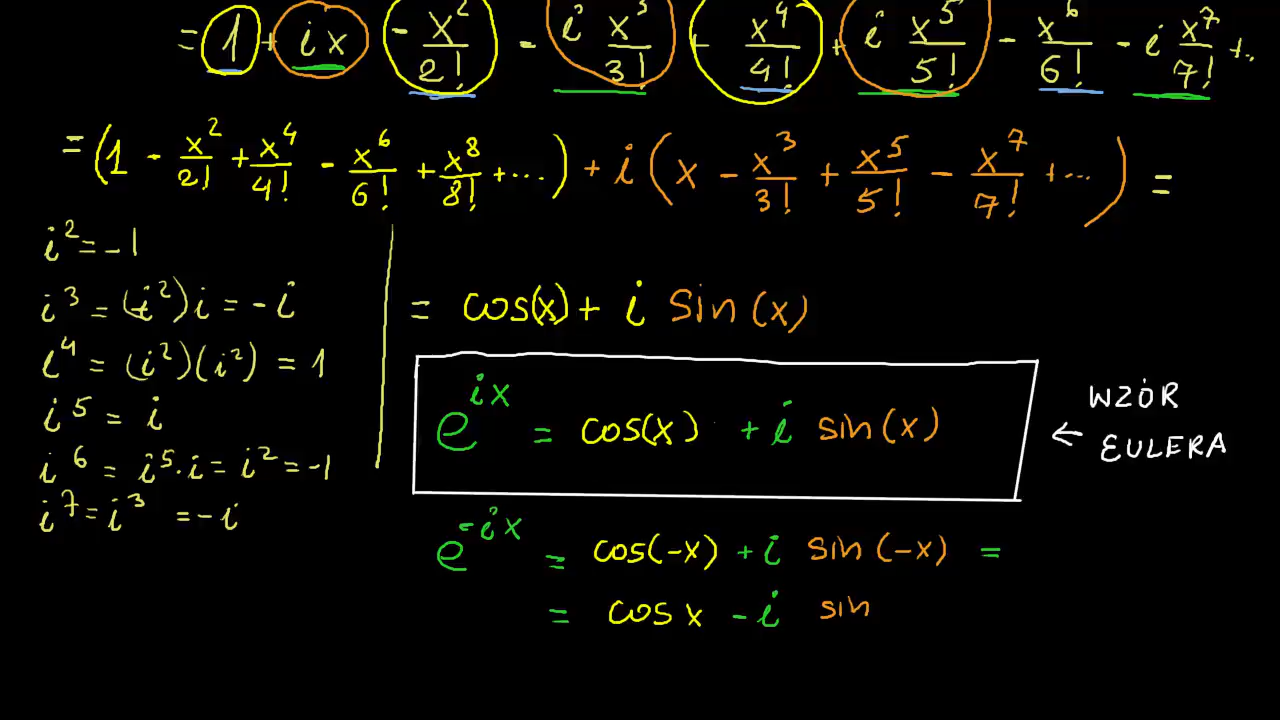 = 1 + ix - x²/2! - i x³/3! + x⁴/4! + i x⁵/5! - x⁶/6! - i x⁷/7! + ..
= (1 - x²/2! + x⁴/4! - x⁶/6! + x⁸/8! + ...) + i (x - x³/3! + x⁵/5! - x⁷/7! + ...) =
i² = -1
i³ = (i²)i = -i
i⁴ = (i²)(i²) = 1
i⁵ = i
i⁶ = i⁵·i = i² = -1
i⁷ = i³ = -i
= cos(x) + i sin(x)
e^{ix} = cos(x) + i sin(x)
← WZÓR
EULERA
e^{-ix} = cos(-x) + i sin(-x) =
= cos x - i sin